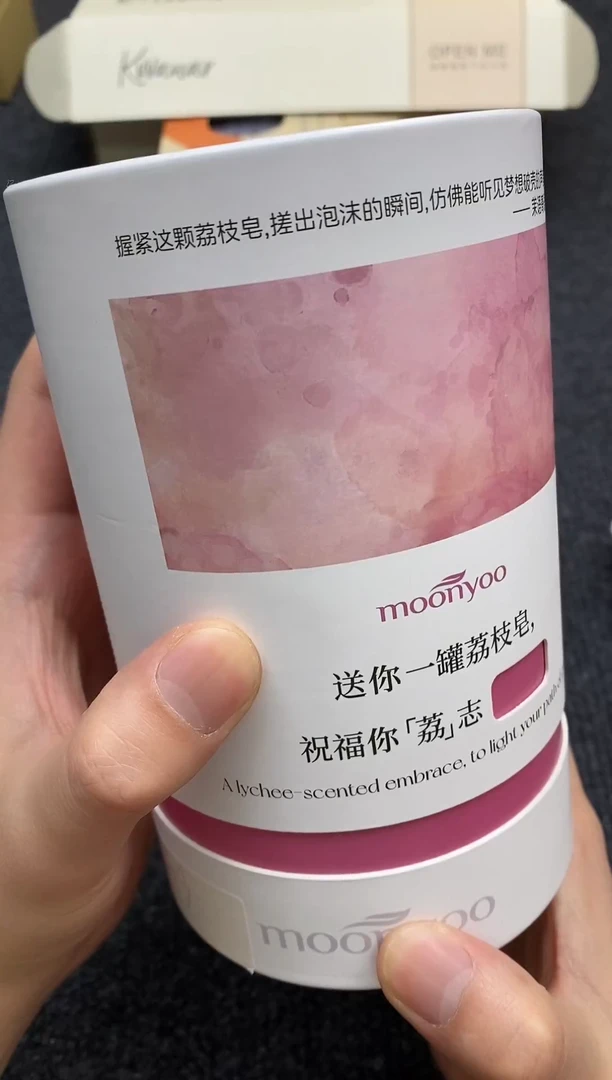 OPEN ME
握紧这颗荔枝皂,搓出泡沫的瞬间,仿佛能听见梦想破壳的
——
moonyoo
送你一罐荔枝皂,
祝福你「荔」志
A lychee-scented embrace, to light your path
moonyoo